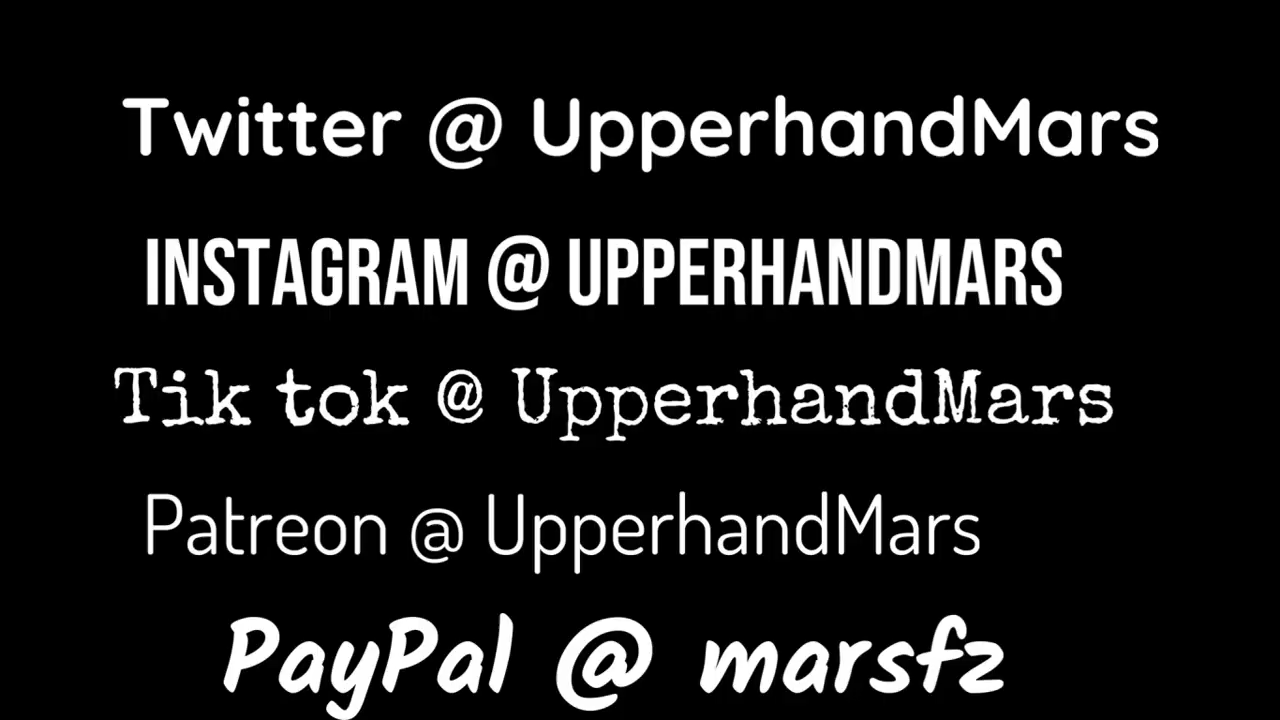 Twitter @ UpperhandMars
INSTAGRAM @ UPPERHANDMARS
Tik tok @ UpperhandMars
Patreon @ UpperhandMars
PayPal @ marsfz